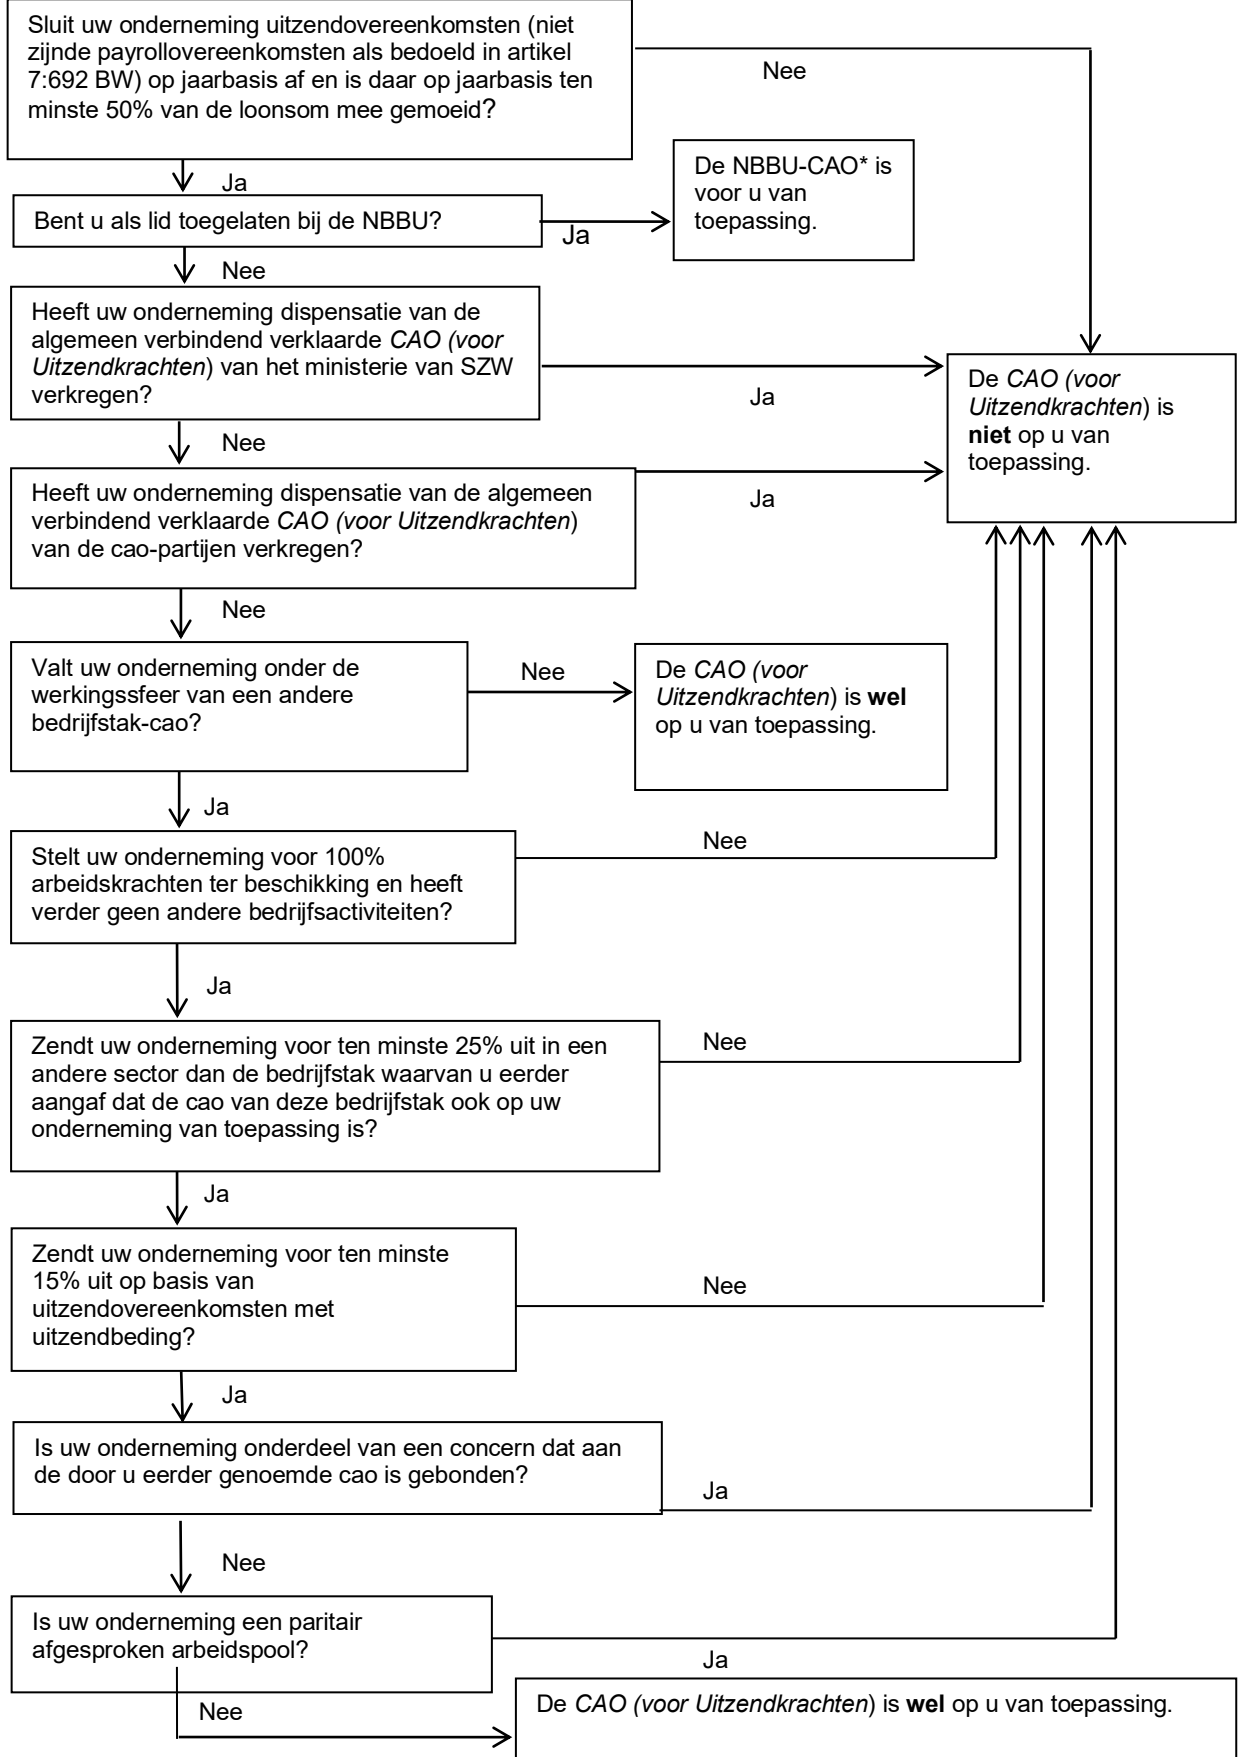 Sluit uw onderneming uitzendovereenkomsten (niet
zijnde payrollovereenkomsten als bedoeld in artikel
7:692 BW) op jaarbasis af en is daar op jaarbasis ten
minste 50% van de loonsom mee gemoeid?
Nee
Ja
De NBBU-CAO* is
voor u van
toepassing.
Bent u als lid toegelaten bij de NBBU?
Ja
Nee
Heeft uw onderneming dispensatie van de
algemeen verbindend verklaarde CAO (voor
Uitzendkrachten) van het ministerie van SZW
verkregen?
Ja
De CAO (voor
Uitzendkrachten) is
niet op u van
toepassing.
Nee
Heeft uw onderneming dispensatie van de algemeen
verbindend verklaarde CAO (voor Uitzendkrachten)
van de cao-partijen verkregen?
Ja
Nee
Valt uw onderneming onder de
werkingssfeer van een andere
bedrijfstak-cao?
Nee
De CAO (voor
Uitzendkrachten) is wel
op u van toepassing.
Ja
Stelt uw onderneming voor 100%
arbeidskrachten ter beschikking en heeft
verder geen andere bedrijfsactiviteiten?
Nee
Ja
Zendt uw onderneming voor ten minste 25% uit in een
andere sector dan de bedrijfstak waarvan u eerder
aangaf dat de cao van deze bedrijfstak ook op uw
onderneming van toepassing is?
Nee
Ja
Zendt uw onderneming voor ten minste
15% uit op basis van
uitzendovereenkomsten met
uitzendbeding?
Nee
Ja
Is uw onderneming onderdeel van een concern dat aan
de door u eerder genoemde cao is gebonden?
Ja
Nee
Is uw onderneming een paritair
afgesproken arbeidspool?
Ja
Nee
De CAO (voor Uitzendkrachten) is wel op u van toepassing.